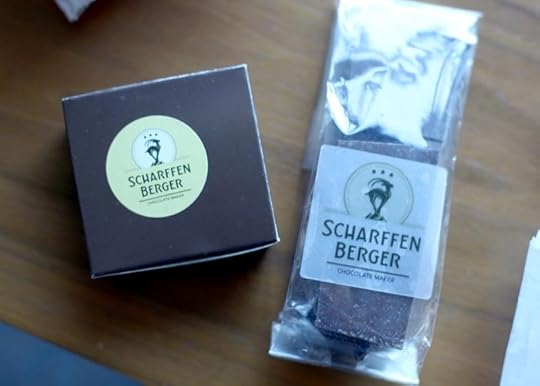 SCHARFFEN
BERGER
CHOCOLATE MAKER
SCHARFFEN
BERGER
CHOCOLATE MAKER